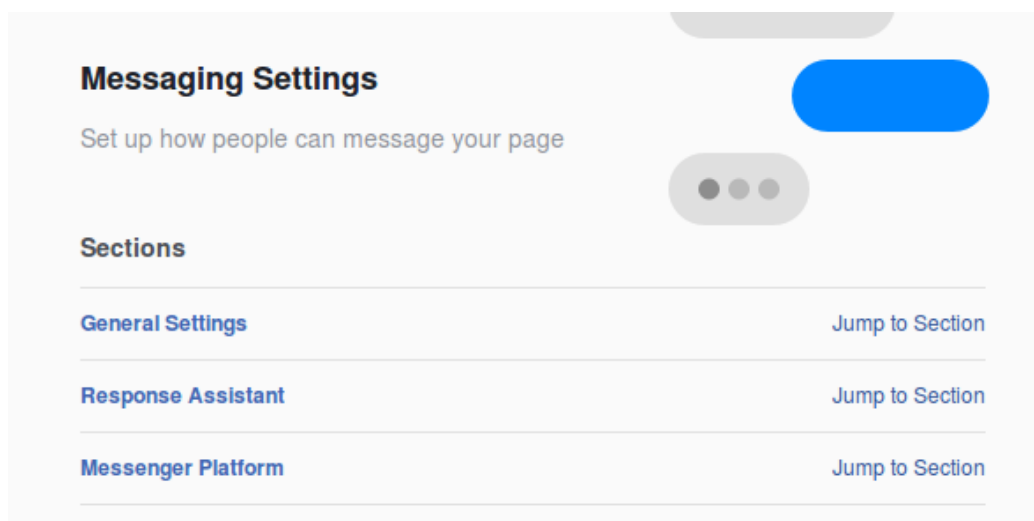 Messaging Settings
Set up how people can message your page
Sections
General Settings Jump to Section
Response Assistant Jump to Section
Messenger Platform Jump to Section